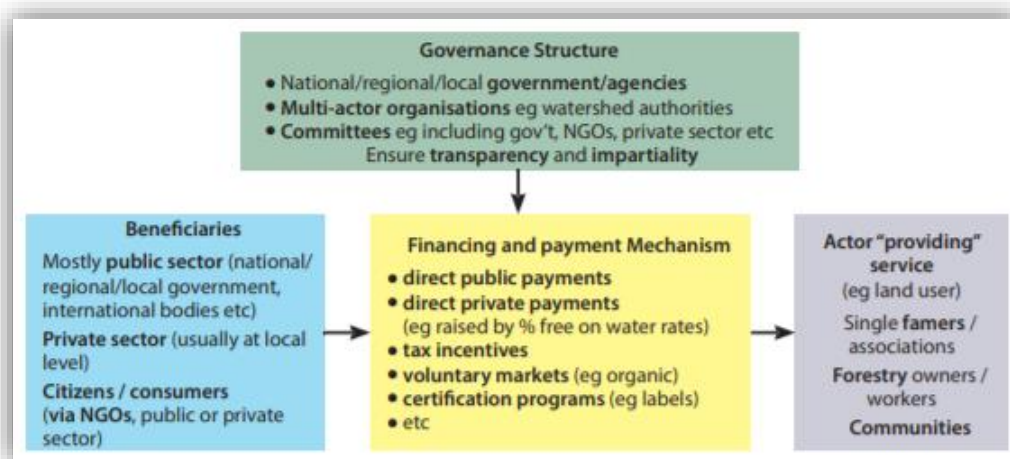 Governance Structure
● National/regional/local government/agencies
● Multi-actor organisations eg watershed authorities
● Committees eg including gov't, NGOs, private sector etc
Ensure transparency and impartiality
Beneficiaries
Mostly public sector (national/
regional/local government,
international bodies etc)
Private sector (usually at local
level)
Citizens / consumers
(via NGOs, public or private
sector)
Financing and payment Mechanism
● direct public payments
● direct private payments
(eg raised by % free on water rates)
● tax incentives
● voluntary markets (eg organic)
● certification programs (eg labels)
● etc
Actor "providing"
service
(eg land user)
Single famers /
associations
Forestry owners /
workers
Communities